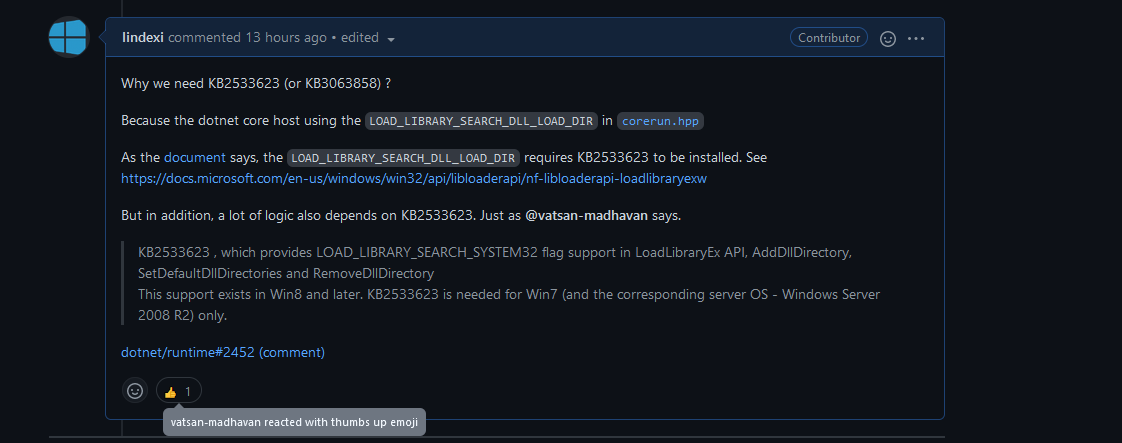 lindexi commented 13 hours ago • edited
Contributor
Why we need KB2533623 (or KB3063858) ?
Because the dotnet core host using the LOAD_LIBRARY_SEARCH_DLL_LOAD_DIR in corerun.hpp
As the document says, the LOAD_LIBRARY_SEARCH_DLL_LOAD_DIR requires KB2533623 to be installed. See
https://docs.microsoft.com/en-us/windows/win32/api/libloaderapi/nf-libloaderapi-loadlibraryexw
But in addition, a lot of logic also depends on KB2533623. Just as @vatsan-madhavan says.
KB2533623 , which provides LOAD_LIBRARY_SEARCH_SYSTEM32 flag support in LoadLibraryEx API, AddDllDirectory,
SetDefaultDllDirectories and RemoveDllDirectory
This support exists in Win8 and later. KB2533623 is needed for Win7 (and the corresponding server OS - Windows Server
2008 R2) only.
dotnet/runtime#2452 (comment)
👍 1
vatsan-madhavan reacted with thumbs up emoji